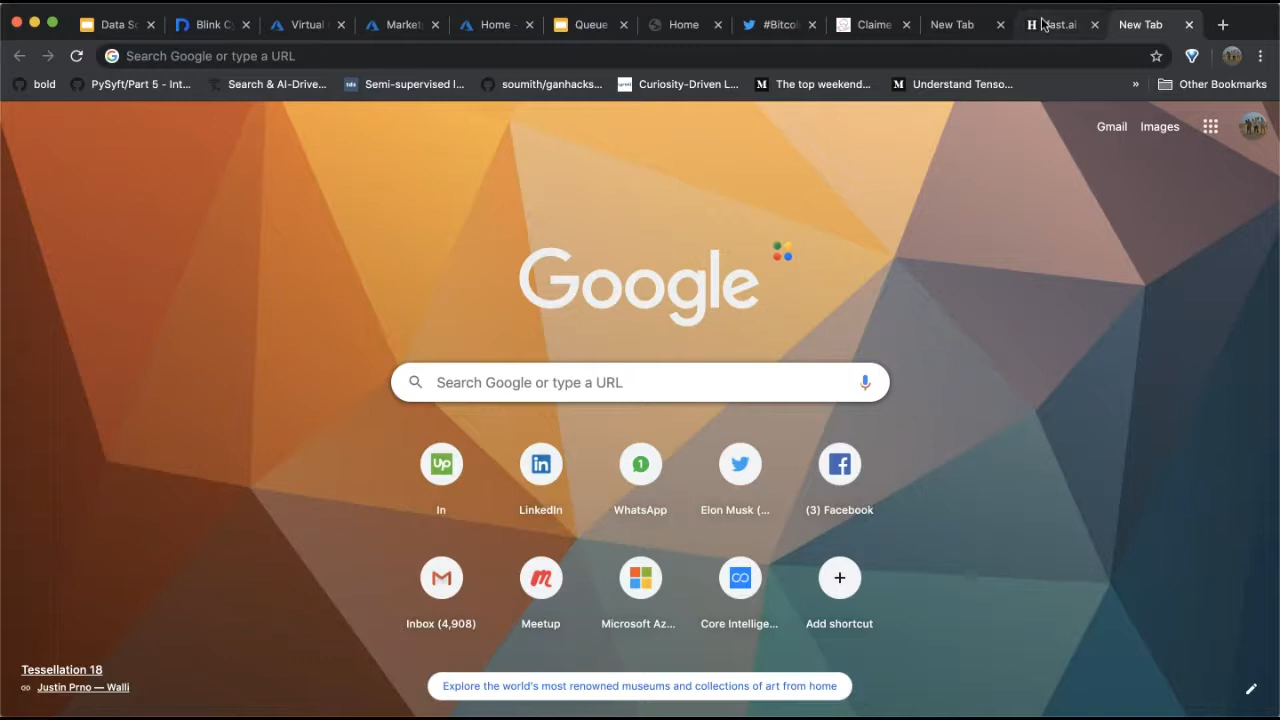 Data Sc
Blink C
Virtual
Market
Home -
Queue
Home
#Bitco
Claime
New Tab
H
fast.ai
New Tab
Search Google or type a URL
bold
PySyft/Part 5 - Int...
Search & AI-Drive...
Semi-supervised l...
soumith/ganhacks...
Curiosity-Driven L...
M
The top weekend...
M
Understand Tenso...
»
Other Bookmarks
Gmail
Images
Google
Search Google or type a URL
Up
in
1
In
LinkedIn
WhatsApp
Elon Musk (...
(3) Facebook
Inbox (4,908)
Meetup
Microsoft Az...
Core Intellige...
Add shortcut
Tessellation 18
Justin Prno — Walli
Explore the world's most renowned museums and collections of art from home